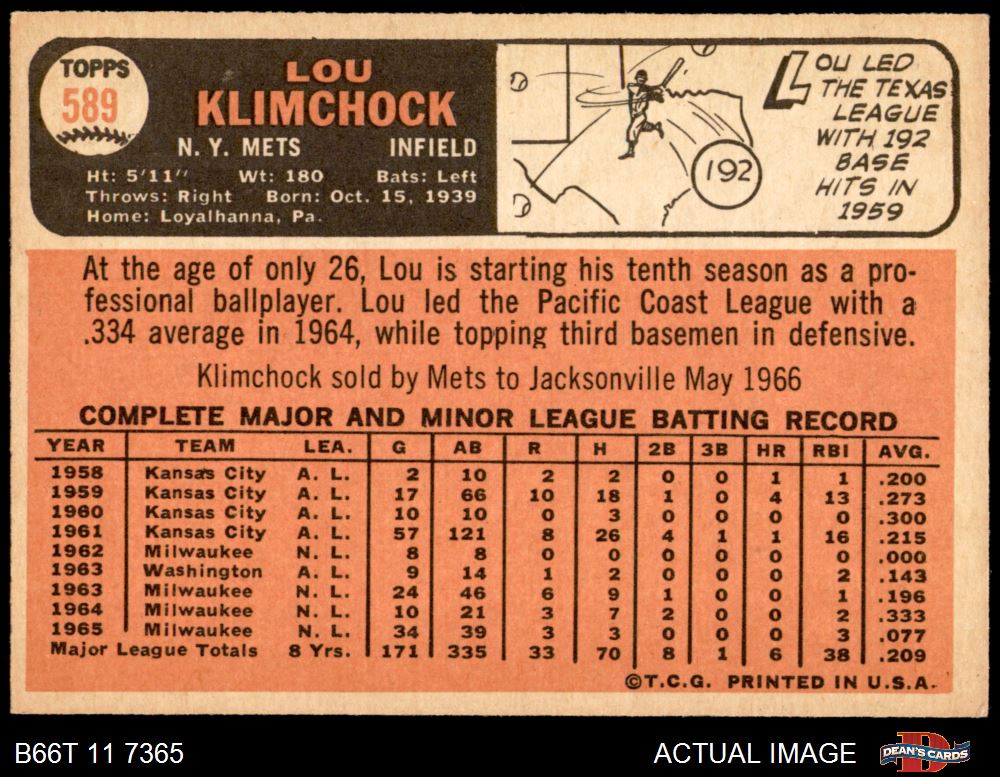 TOPPS
589
LOU
KLIMCHOCK
N. Y. METS INFIELD
Ht: 5'11" Wt: 180 Bats: Left
Throws: Right Born: Oct. 15, 1939
Home: Loyalhanna, Pa.
192
LOU LED
THE TEXAS
LEAGUE
WITH 192
BASE
HITS IN
1959
At the age of only 26, Lou is starting his tenth season as a pro-
fessional ballplayer. Lou led the Pacific Coast League with a
.334 average in 1964, while topping third basemen in defensive.
Klimchock sold by Mets to Jacksonville May 1966
COMPLETE MAJOR AND MINOR LEAGUE BATTING RECORD
YEAR TEAM LEA. G AB R H 2B 3B HR RBI AVG.
1958 Kansas City A. L. 2 10 2 2 0 0 1 1 .200
1959 Kansas City A. L. 17 66 10 18 1 0 4 13 .273
1960 Kansas City A. L. 10 10 0 3 0 0 0 0 .300
1961 Kansas City A. L. 57 121 8 26 4 1 1 16 .215
1962 Milwaukee N. L. 8 8 0 0 0 0 0 0 .000
1963 Washington A. L. 9 14 1 2 0 0 0 2 .143
1963 Milwaukee N. L. 24 46 6 9 1 0 0 1 .196
1964 Milwaukee N. L. 10 21 3 7 2 0 0 2 .333
1965 Milwaukee N. L. 34 39 3 3 0 0 0 3 .077
Major League Totals 8 Yrs. 171 335 33 70 8 1 6 38 .209
©T.C.G. PRINTED IN U.S.A.
B66T 11 7365 ACTUAL IMAGE DEAN'S CARDS